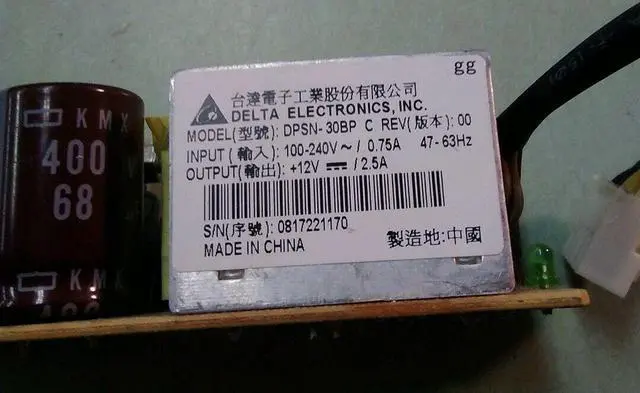 gg
台達電子工業股份有限公司
DELTA ELECTRONICS, INC.
MODEL(型號): DPSN-30BP C REV(版本): 00
INPUT (輸入): 100-240V~/ 0.75A 47-63Hz
OUTPUT(輸出): +12V ⎓ / 2.5A
S/N(序號): 0817221170
MADE IN CHINA
製造地:中國
KMX
400
68
KM